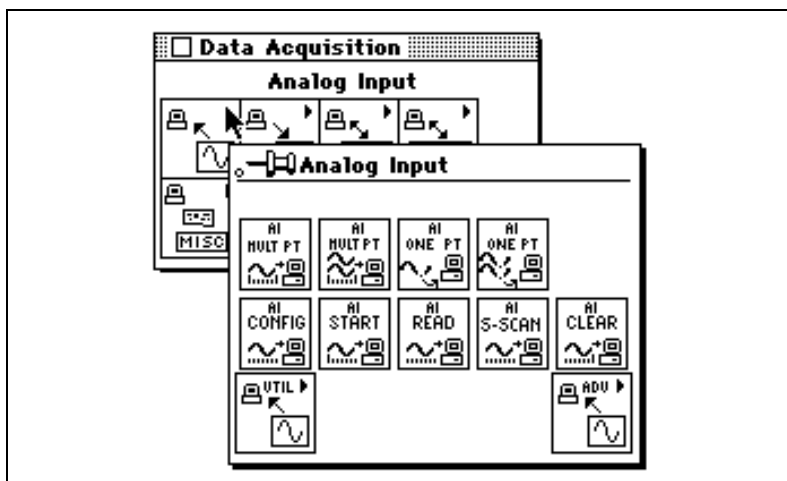 Data Acquisition
Analog Input
Analog Input
AI MULT PT
AI MULT PT
AI ONE PT
AI ONE PT
AI CONFIG
AI START
AI READ
AI S-SCAN
AI CLEAR
MISC
UTIL
ADV